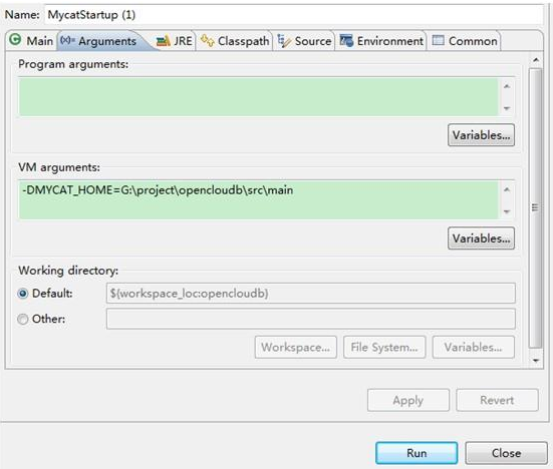 Name: MycatStartup (1)
Main (x)= Arguments JRE Classpath Source Environment Common
Program arguments:
Variables...
VM arguments:
-DMYCAT_HOME=G:\project\opencloudb\src\main
Variables...
Working directory:
Default: ${workspace_loc:opencloudb}
Other:
Workspace... File System... Variables...
Apply Revert
Run Close